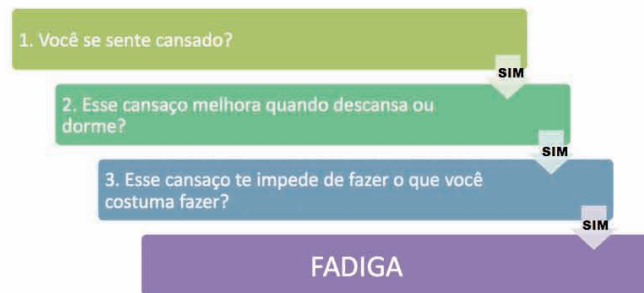 1. Você se sente cansado?
SIM
2. Esse cansaço melhora quando descansa ou
dorme?
SIM
3. Esse cansaço te impede de fazer o que você
costuma fazer?
SIM
FADIGA